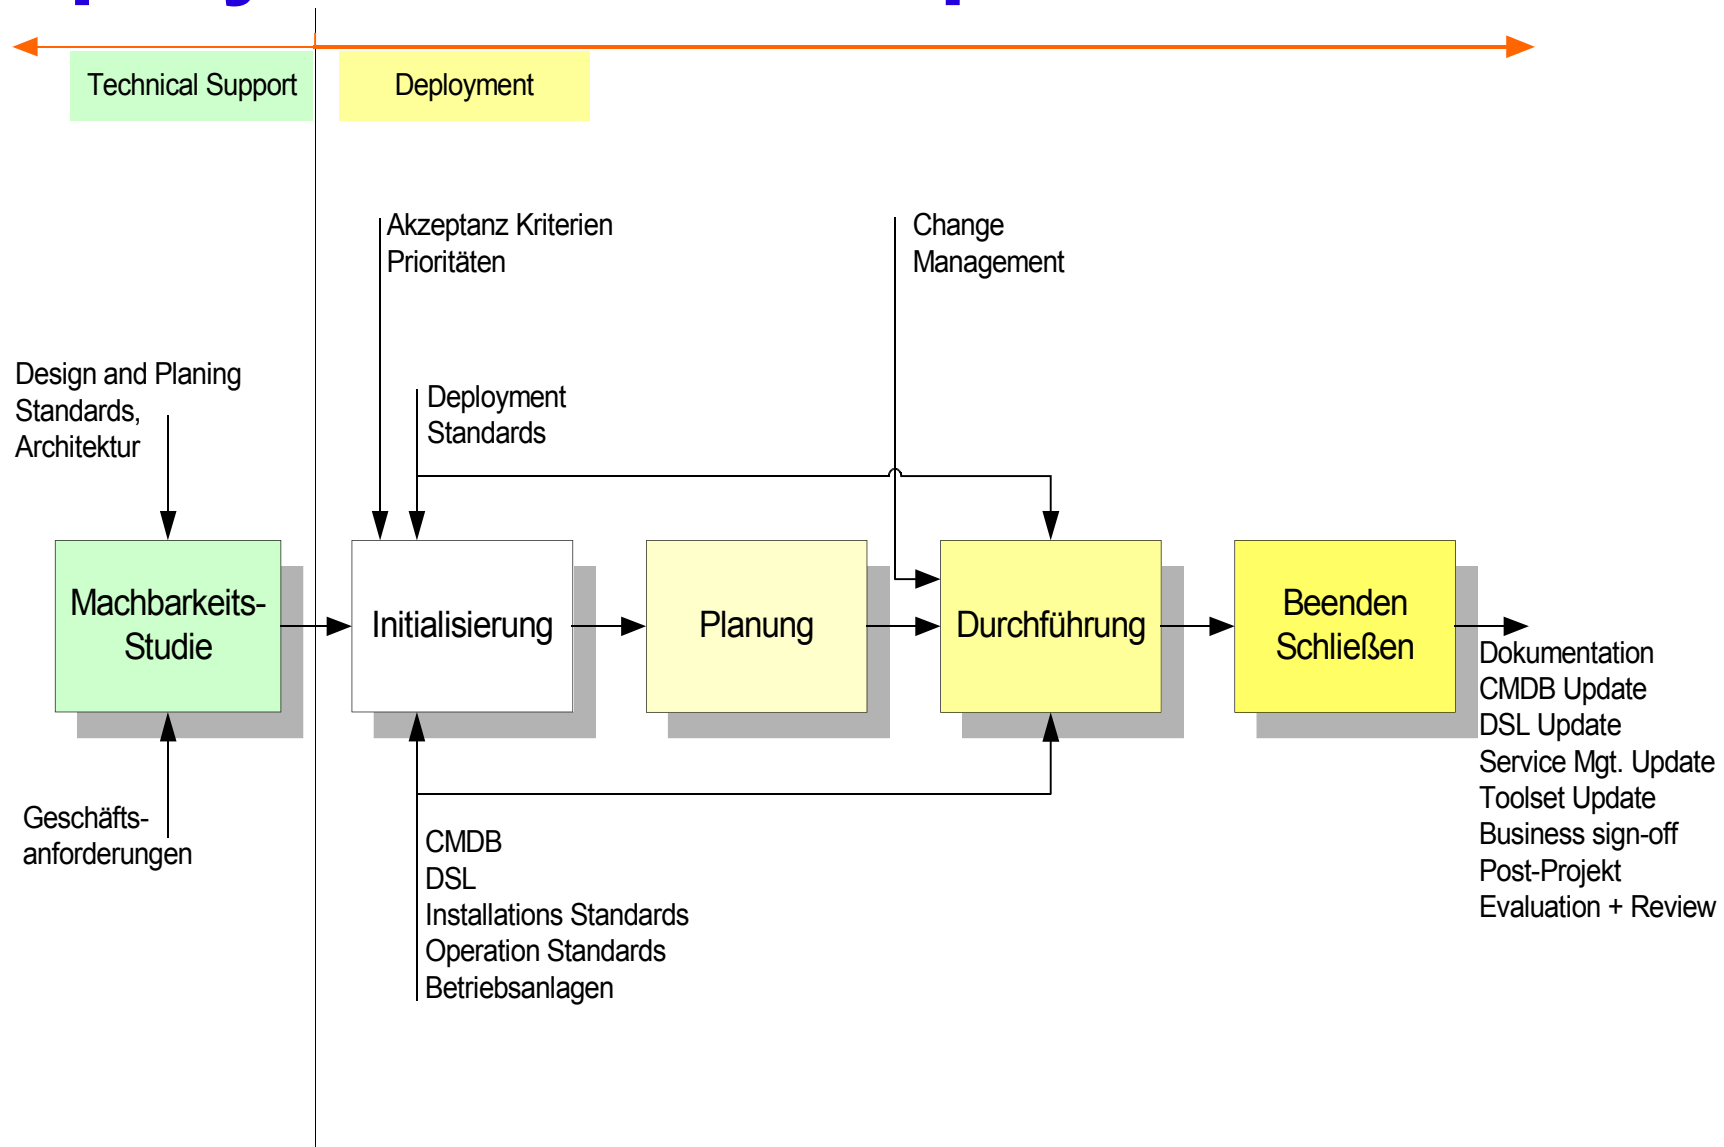 Technical Support
Deployment
Akzeptanz Kriterien
Prioritäten
Change
Management
Design and Planing
Standards,
Architektur
Deployment
Standards
Machbarkeits-
Studie
Initialisierung
Planung
Durchführung
Beenden
Schließen
Geschäfts-
anforderungen
CMDB
DSL
Installations Standards
Operation Standards
Betriebsanlagen
Dokumentation
CMDB Update
DSL Update
Service Mgt. Update
Toolset Update
Business sign-off
Post-Projekt
Evaluation + Review